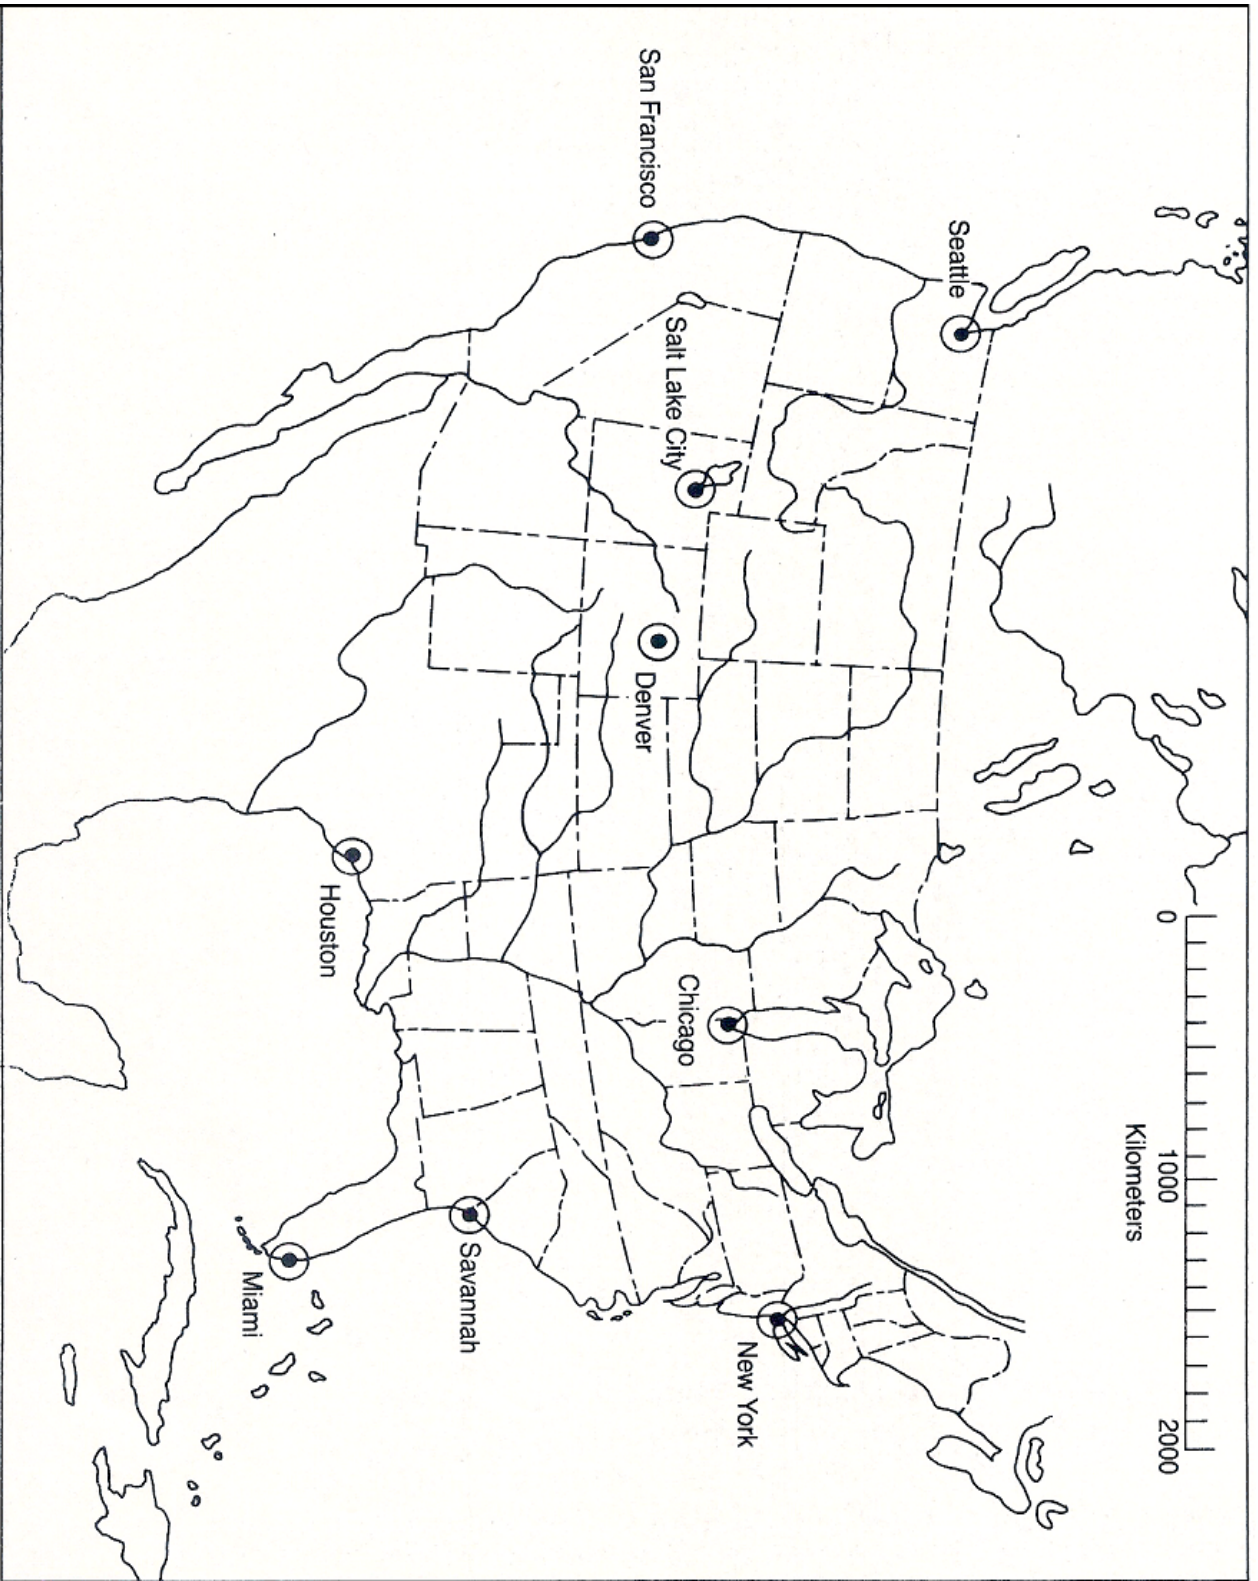 Seattle
San Francisco
Salt Lake City
Denver
Chicago
New York
Houston
Savannah
Miami
0
1000
2000
Kilometers